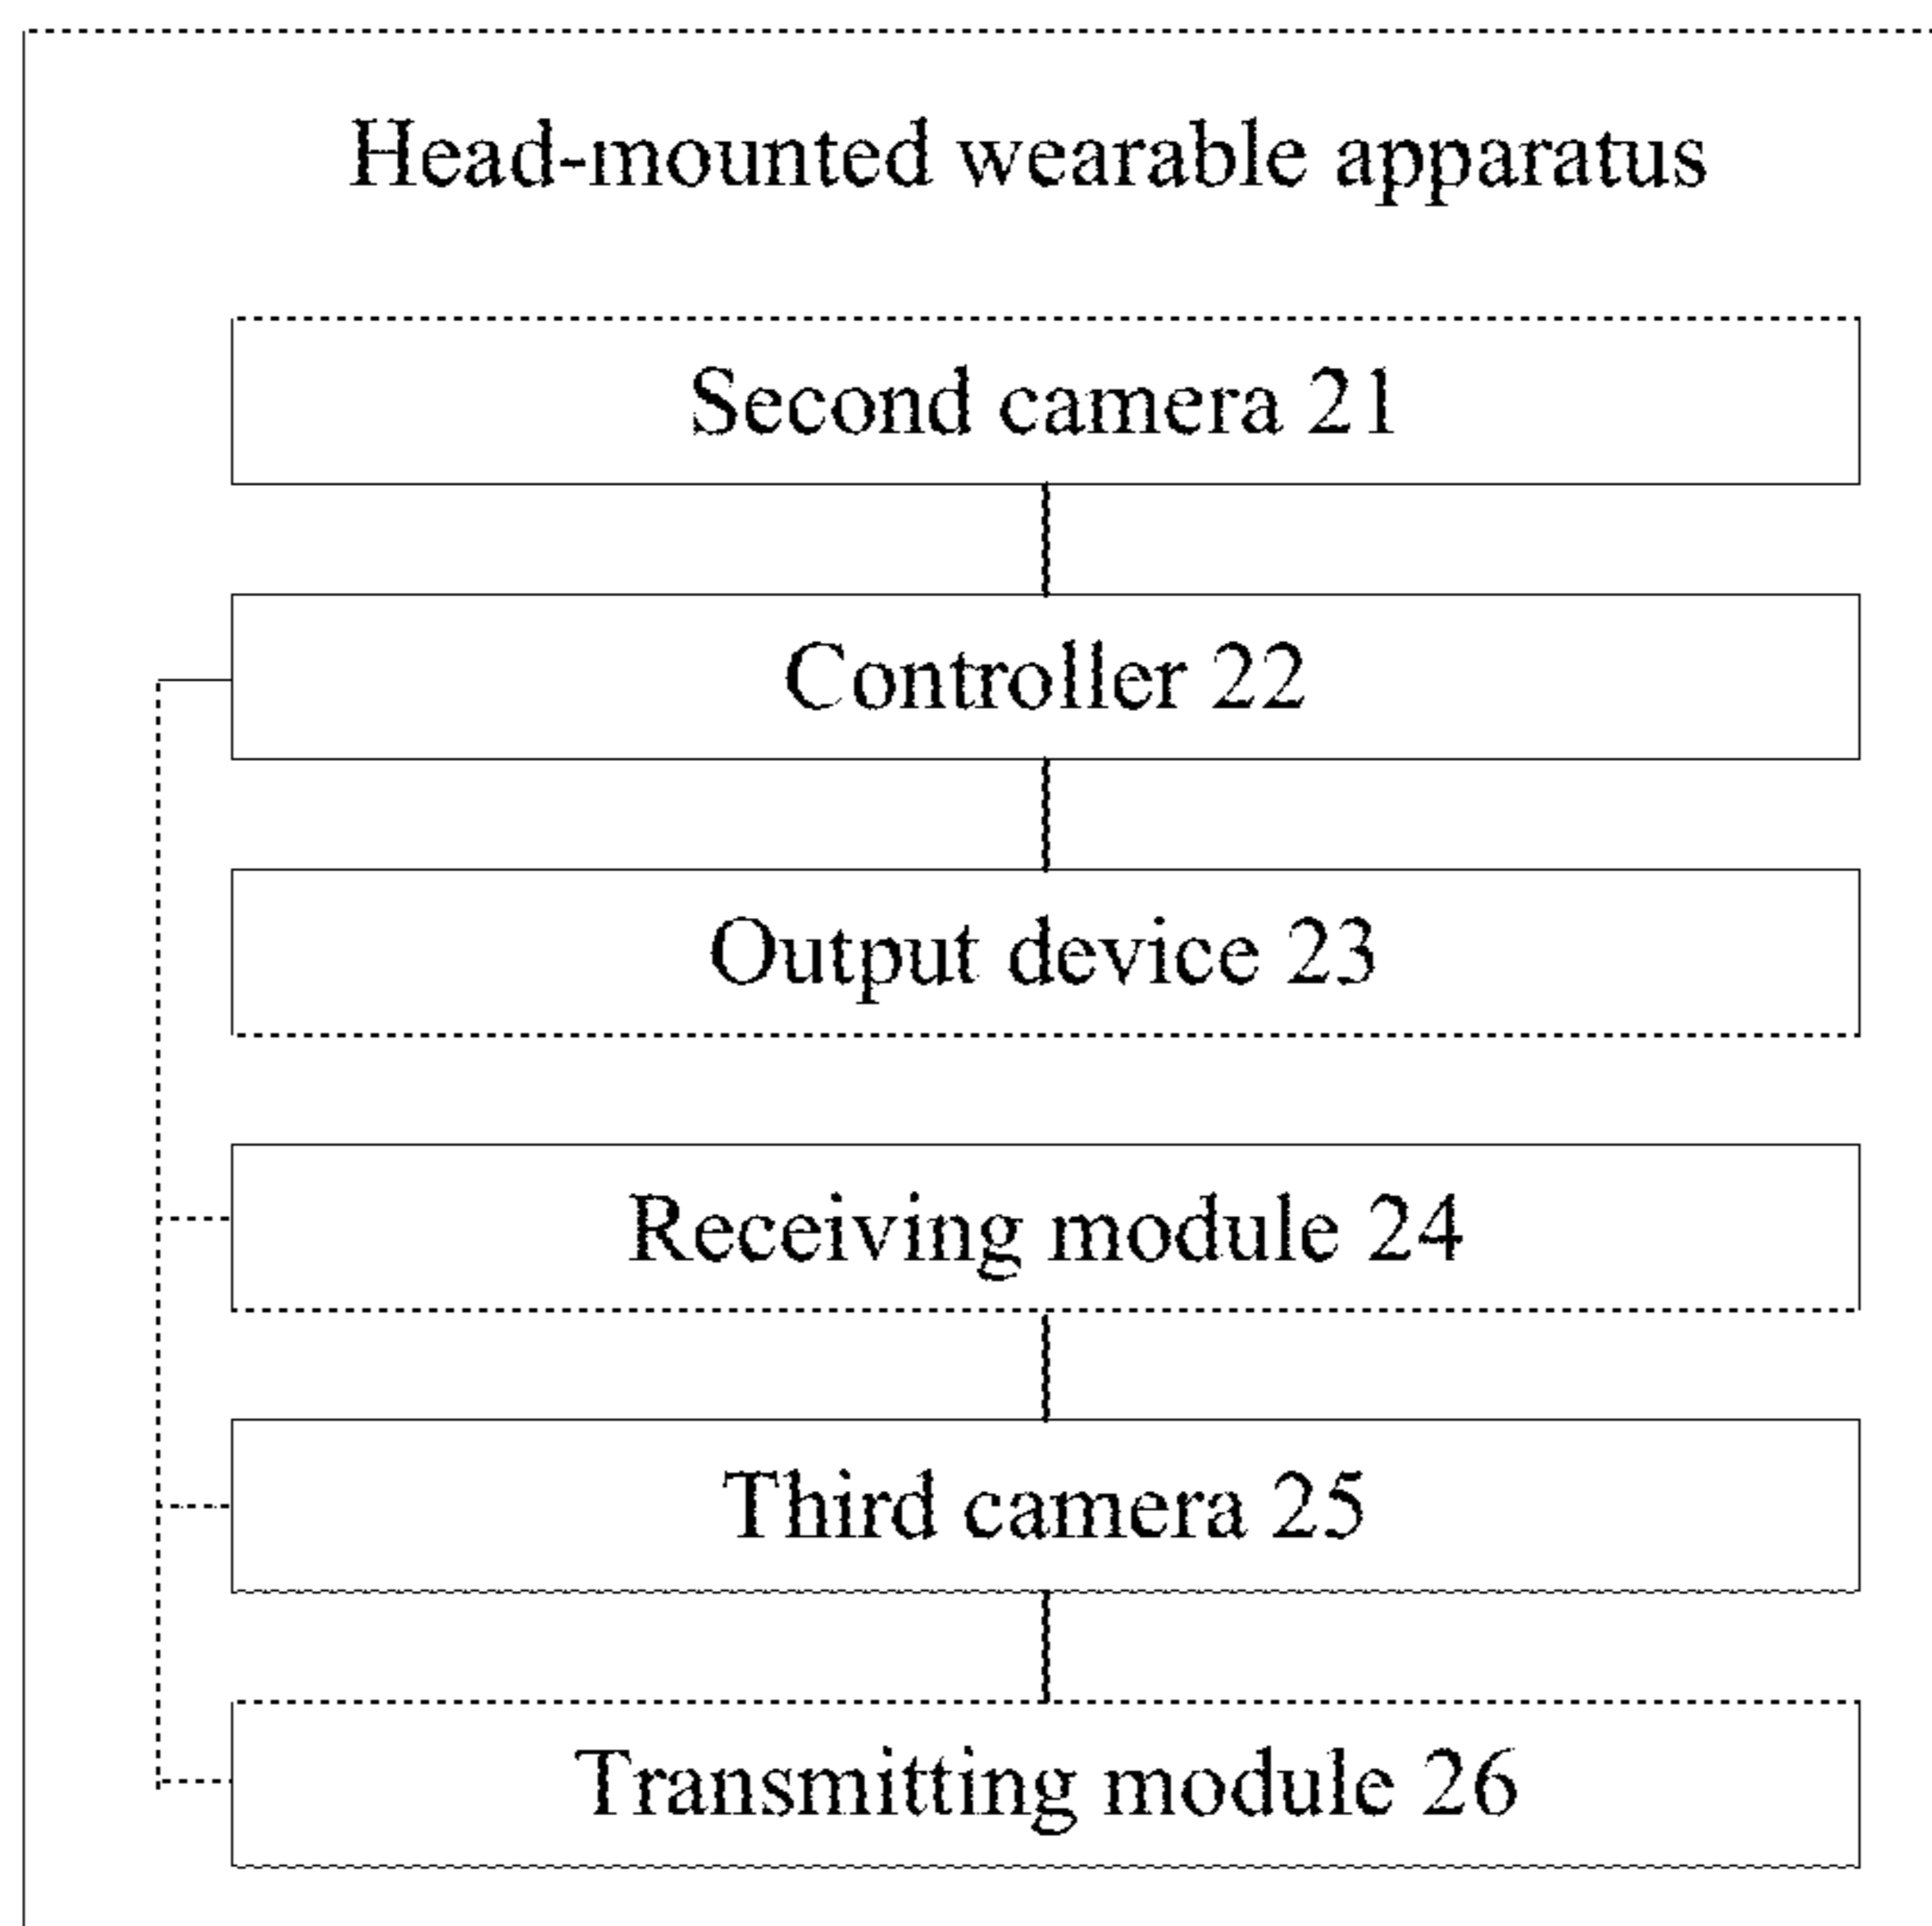 Head-mounted wearable apparatus
Second camera 21
Controller 22
Output device 23
Receiving module 24
Third camera 25
Transmitting module 26